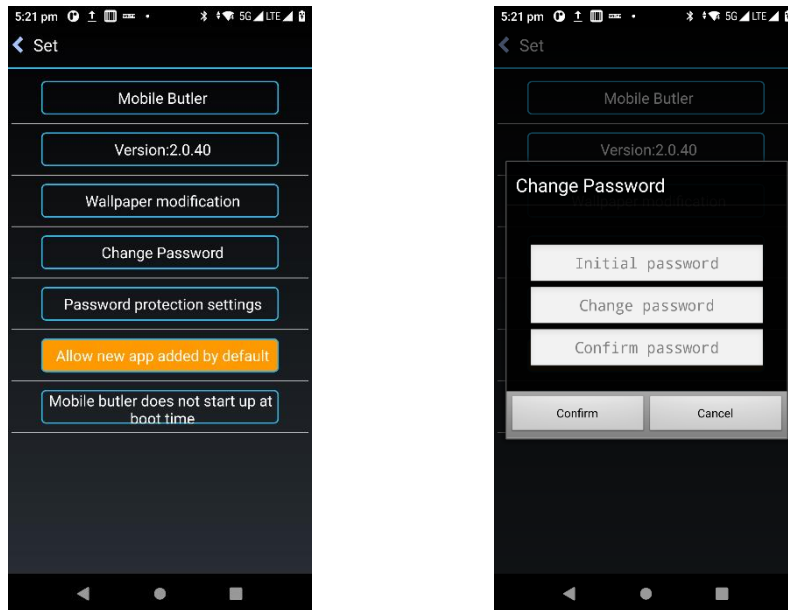 5:21 pm
5G LTE
Set
Mobile Butler
Version:2.0.40
Wallpaper modification
Change Password
Password protection settings
Allow new app added by default
Mobile butler does not start up at
boot time
5:21 pm
5G LTE
Set
Mobile Butler
Version:2.0.40
Change Password
Wallpaper modification
Initial password
Change password
Confirm password
Confirm
Cancel